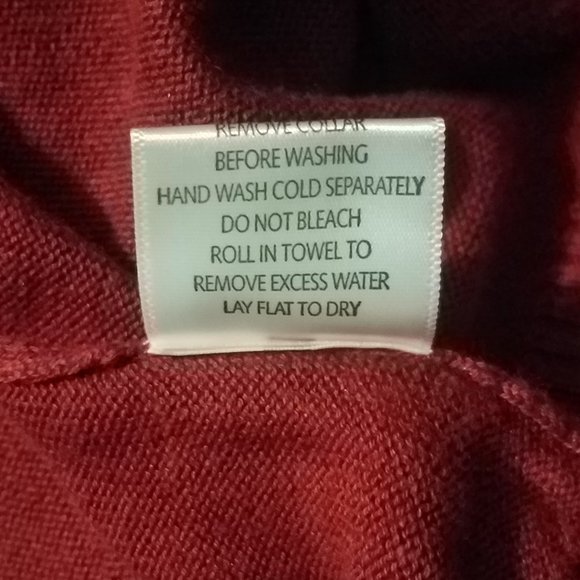 REMOVE COLLAR
BEFORE WASHING
HAND WASH COLD SEPARATELY
DO NOT BLEACH
ROLL IN TOWEL TO
REMOVE EXCESS WATER
LAY FLAT TO DRY